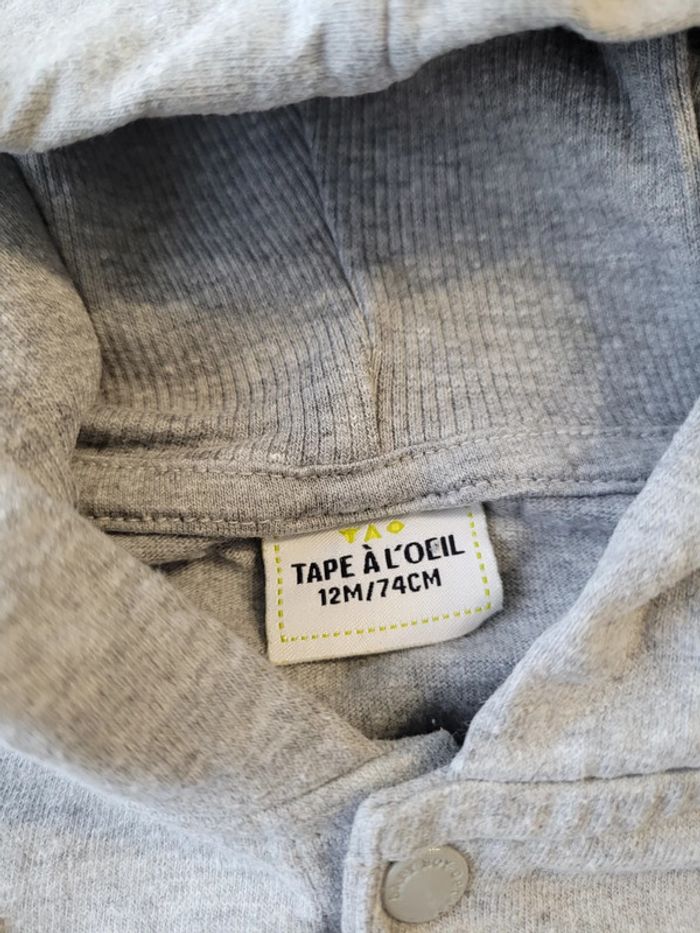 TAO
TAPE À L'OEIL
12M/74CM